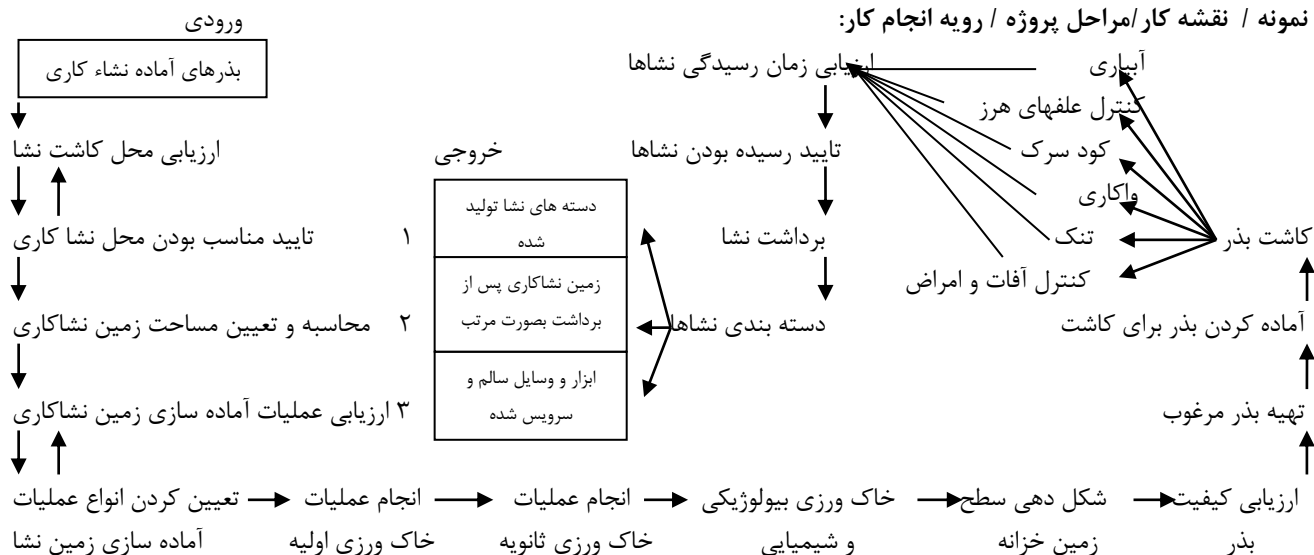 نمونه / نقشه کار/مراحل پروژه / رویه انجام کار:
ورودی
بذرهای آماده نشاء کاری
ارزیابی محل کاشت نشا
تایید مناسب بودن محل نشا کاری
۱
محاسبه و تعیین مساحت زمین نشاکاری
۲
ارزیابی عملیات آماده سازی زمین نشاکاری
۳
تعیین کردن انواع عملیات
آماده سازی زمین نشا
انجام عملیات
خاک ورزی اولیه
انجام عملیات
خاک ورزی ثانویه
خاک ورزی بیولوژیکی
و شیمیایی
شکل دهی سطح
زمین خزانه
ارزیابی کیفیت
بذر
تهیه بذر مرغوب
آماده کردن بذر برای کاشت
کاشت بذر
آبیاری
کنترل علفهای هرز
کود سرک
واکاری
تنک
کنترل آفات و امراض
ارزیابی زمان رسیدگی نشاها
تایید رسیده بودن نشاها
برداشت نشا
دسته بندی نشاها
خروجی
دسته های نشا تولید
شده
زمین نشاکاری پس از
برداشت بصورت مرتب
ابزار و وسایل سالم و
سرویس شده